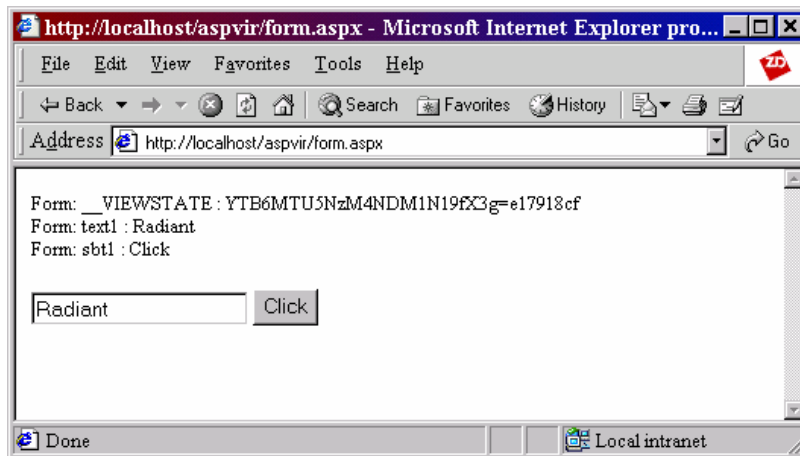 http://localhost/aspvir/form.aspx - Microsoft Internet Explorer pro...
File Edit View Favorites Tools Help
ZD
Back Search Favorites History
Address http://localhost/aspvir/form.aspx Go
Form: __VIEWSTATE : YTB6MTU5NzM4NDM1N19fX3g=e17918cf
Form: text1 : Radiant
Form: sbt1 : Click
Radiant Click
Done Local intranet